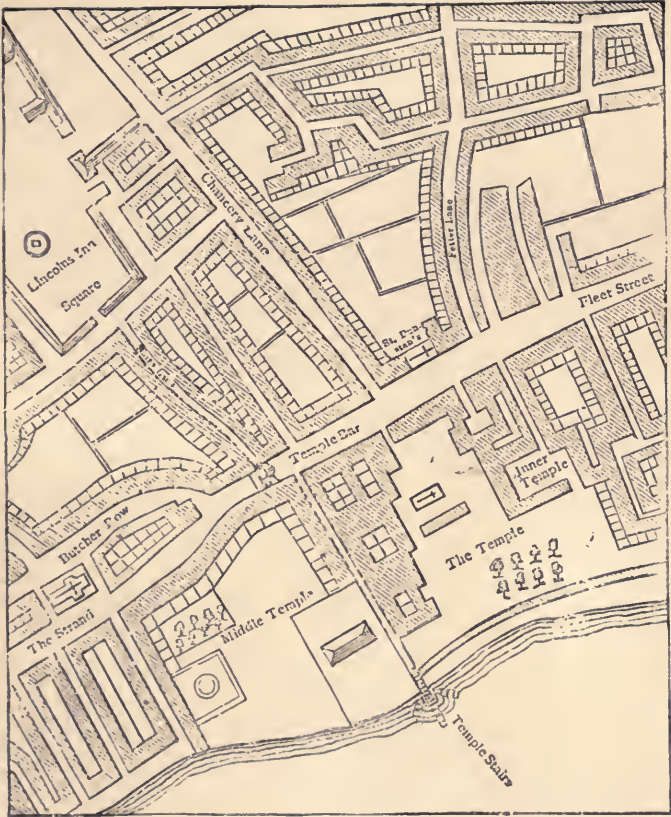 Chancery Lane
Fetter Lane
Lincolns Inn
Square
Fleet Street
Temple Bar
Inner
Temple
Butcher Row
The Temple
The Strand
Middle Temple
Temple Stairs